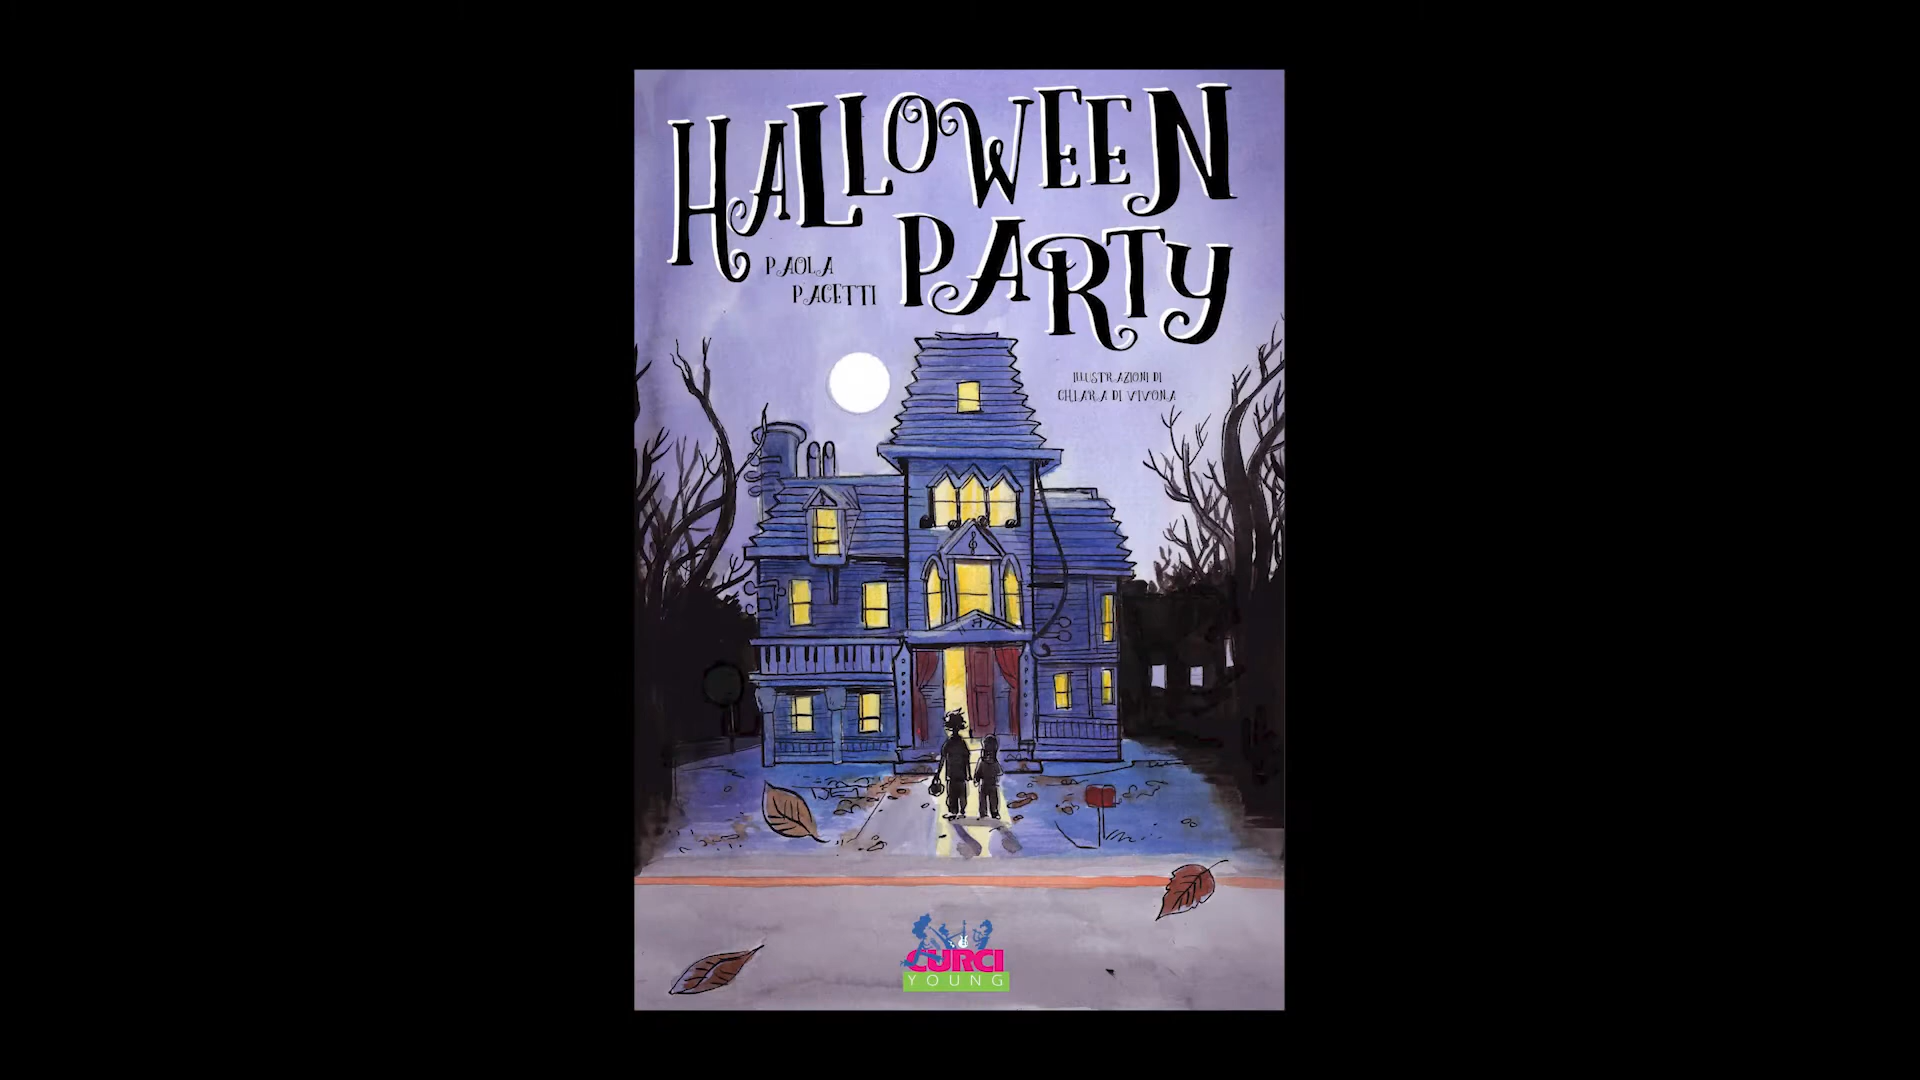 HALLOWEEN
PARTY
PAOLA
PACETTI
ILLUSTRAZIONI DI
CHIARA DI VIVONA
CURCI
YOUNG